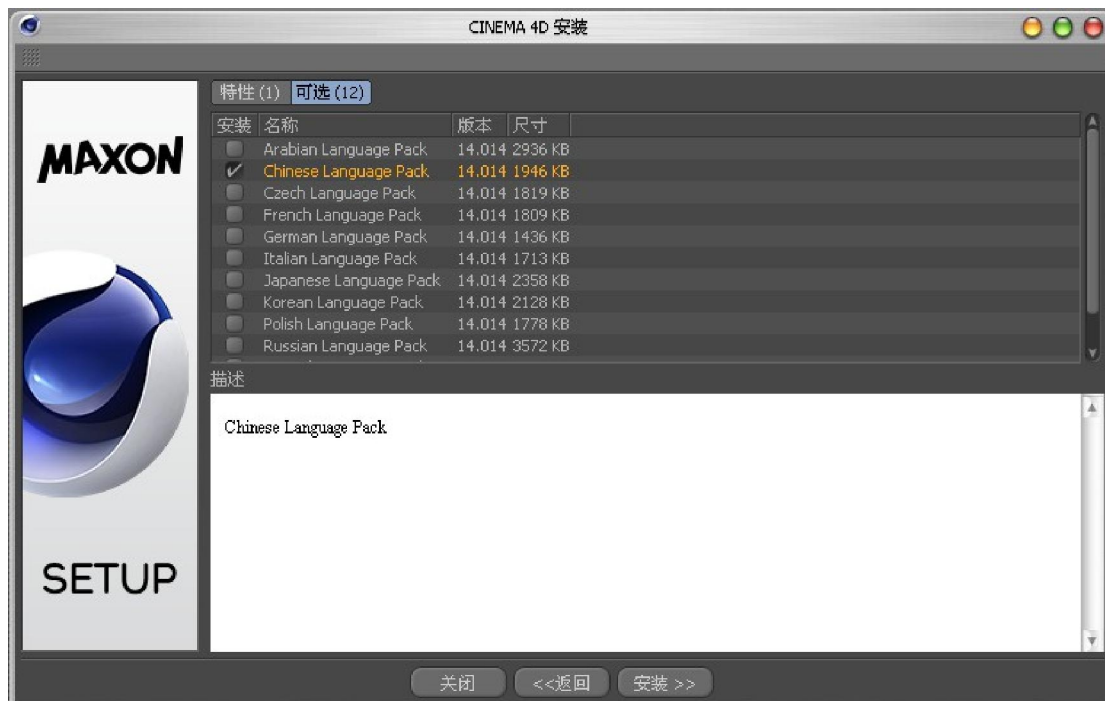 CINEMA 4D 安装
特性 (1) 可选 (12)
安装 名称 版本 尺寸
Arabian Language Pack 14.014 2936 KB
Chinese Language Pack 14.014 1946 KB
Czech Language Pack 14.014 1819 KB
French Language Pack 14.014 1809 KB
German Language Pack 14.014 1436 KB
Italian Language Pack 14.014 1713 KB
Japanese Language Pack 14.014 2358 KB
Korean Language Pack 14.014 2128 KB
Polish Language Pack 14.014 1778 KB
Russian Language Pack 14.014 3572 KB
MAXON
SETUP
描述
Chinese Language Pack
关闭 <<返回 安装 >>